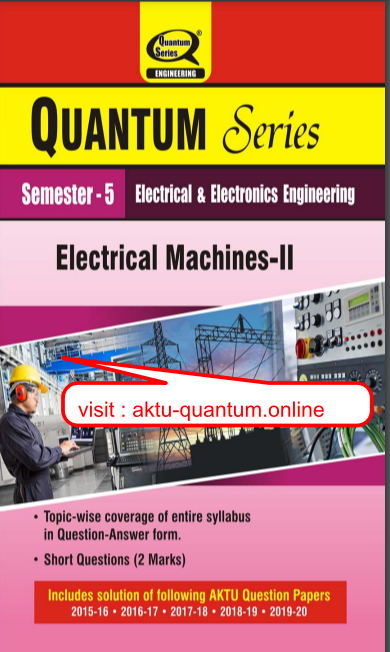 Quantum
Series
ENGINEERING
QUANTUM Series
Semester - 5 Electrical & Electronics Engineering
Electrical Machines-II
visit : aktu-quantum.online
• Topic-wise coverage of entire syllabus
in Question-Answer form.
• Short Questions (2 Marks)
Includes solution of following AKTU Question Papers
2015-16 • 2016-17 • 2017-18 • 2018-19 • 2019-20